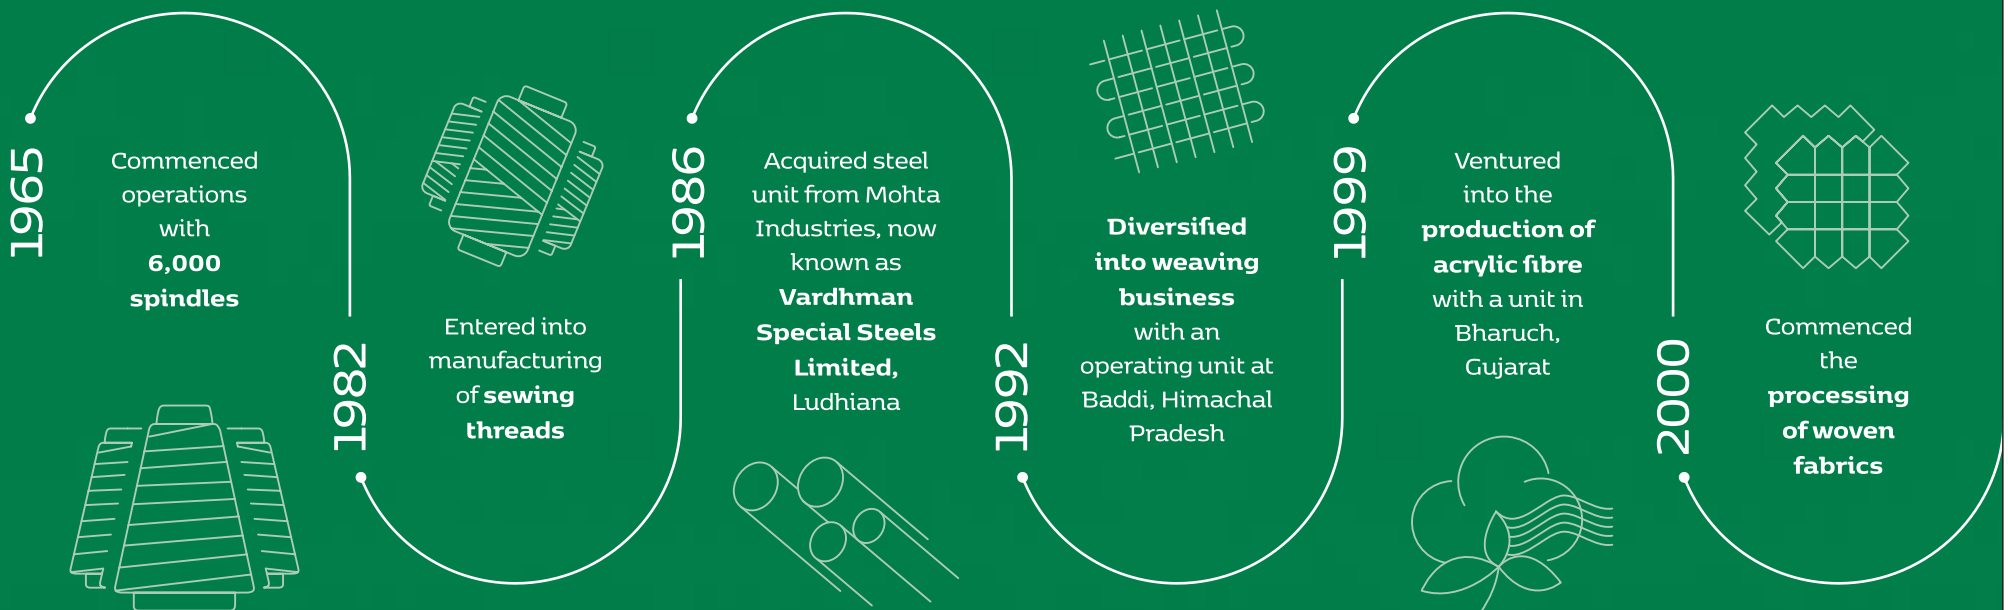 1965
Commenced
operations
with
6,000
spindles
1982
Entered into
manufacturing
of sewing
threads
1986
Acquired steel
unit from Mohta
Industries, now
known as
Vardhman
Special Steels
Limited,
Ludhiana
1992
Diversified
into weaving
business
with an
operating unit at
Baddi, Himachal
Pradesh
1999
Ventured
into the
production of
acrylic fibre
with a unit in
Bharuch,
Gujarat
2000
Commenced
the
processing
of woven
fabrics